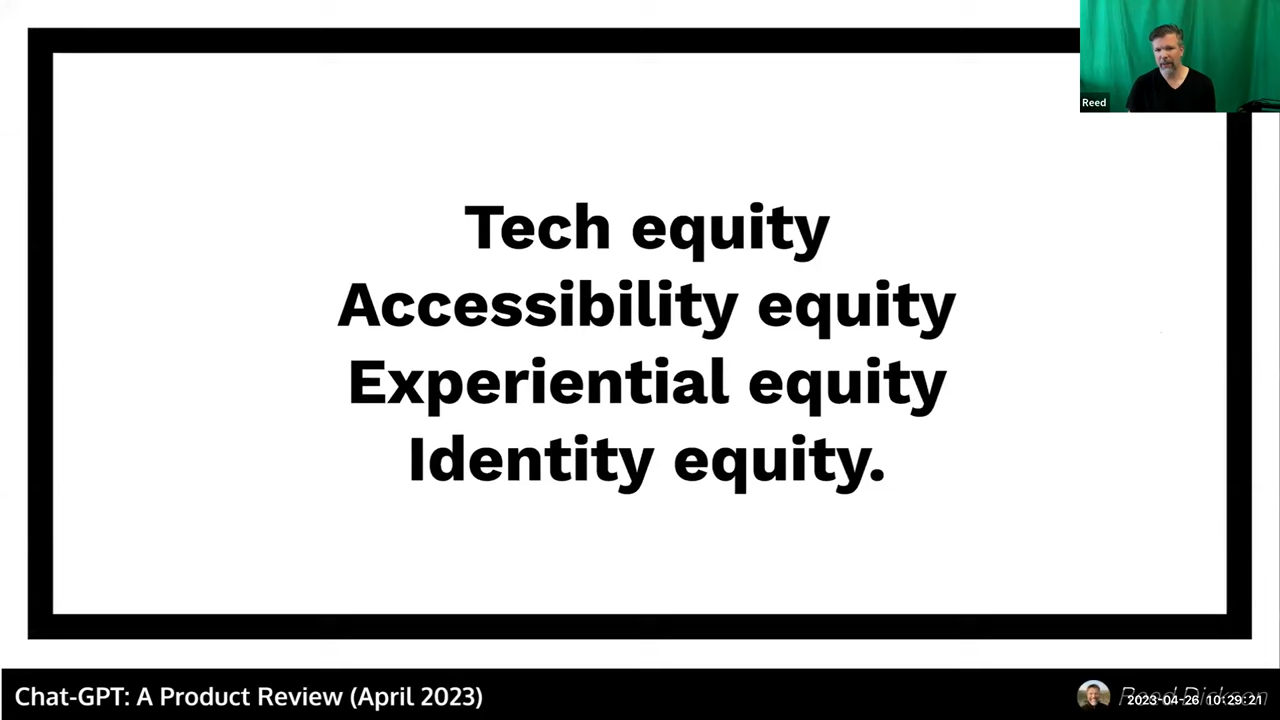 Reed
Tech equity
Accessibility equity
Experiential equity
Identity equity.
Chat-GPT: A Product Review (April 2023)
2023-04-26 10:29:21